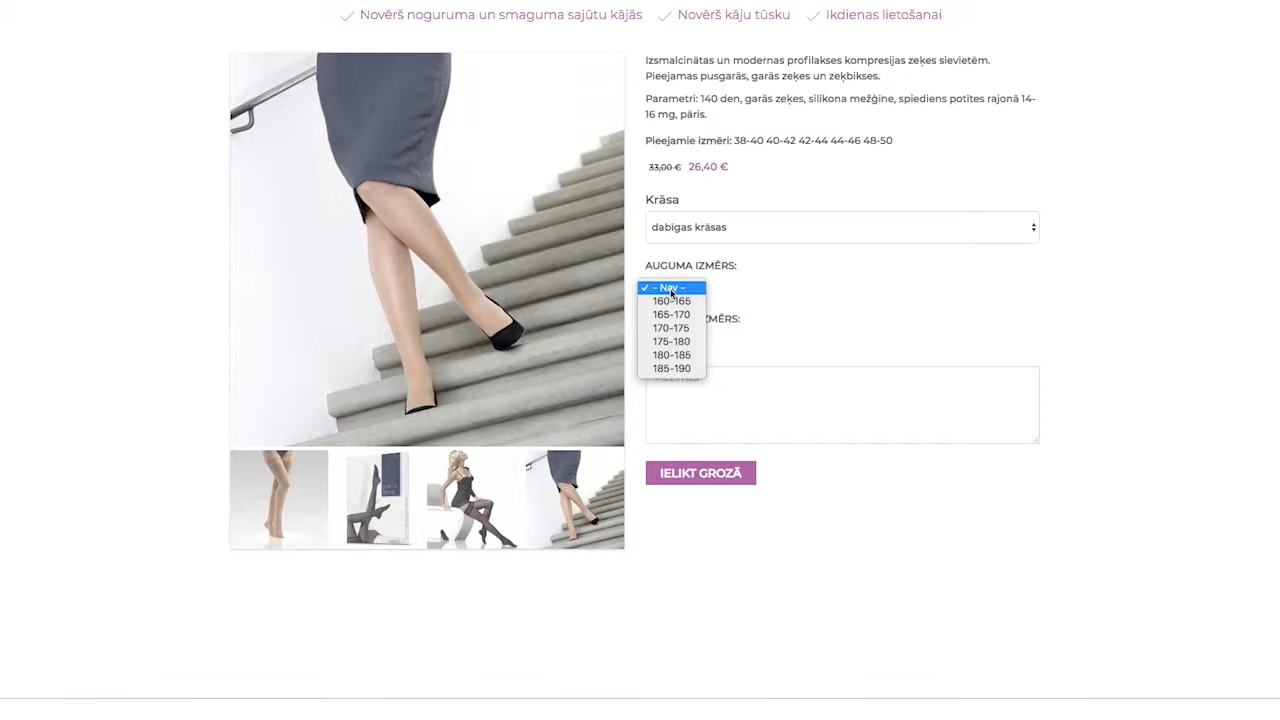 Novērš noguruma un smaguma sajūtu kājās Novērš kāju tūsku Ikdienas lietošanai
Izsmalcinātas un modernas profilakses kompresijas zeķes sievietēm.
Pieejamas pusgarās, garās zeķes un zeķbikses.
Parametri: 140 den, garās zeķes, silikona mežģīne, spiediens potītes rajonā 14-
16 mg, pāris.
Pieejamie izmēri: 38-40 40-42 42-44 44-46 48-50
33,00 € 26,40 €
Krāsa
dabīgas krāsas
AUGUMA IZMĒRS:
- Nav -
160-165
165-170
ZMĒRS:
170-175
175-180
180-185
185-190
IELIKT GROZĀ